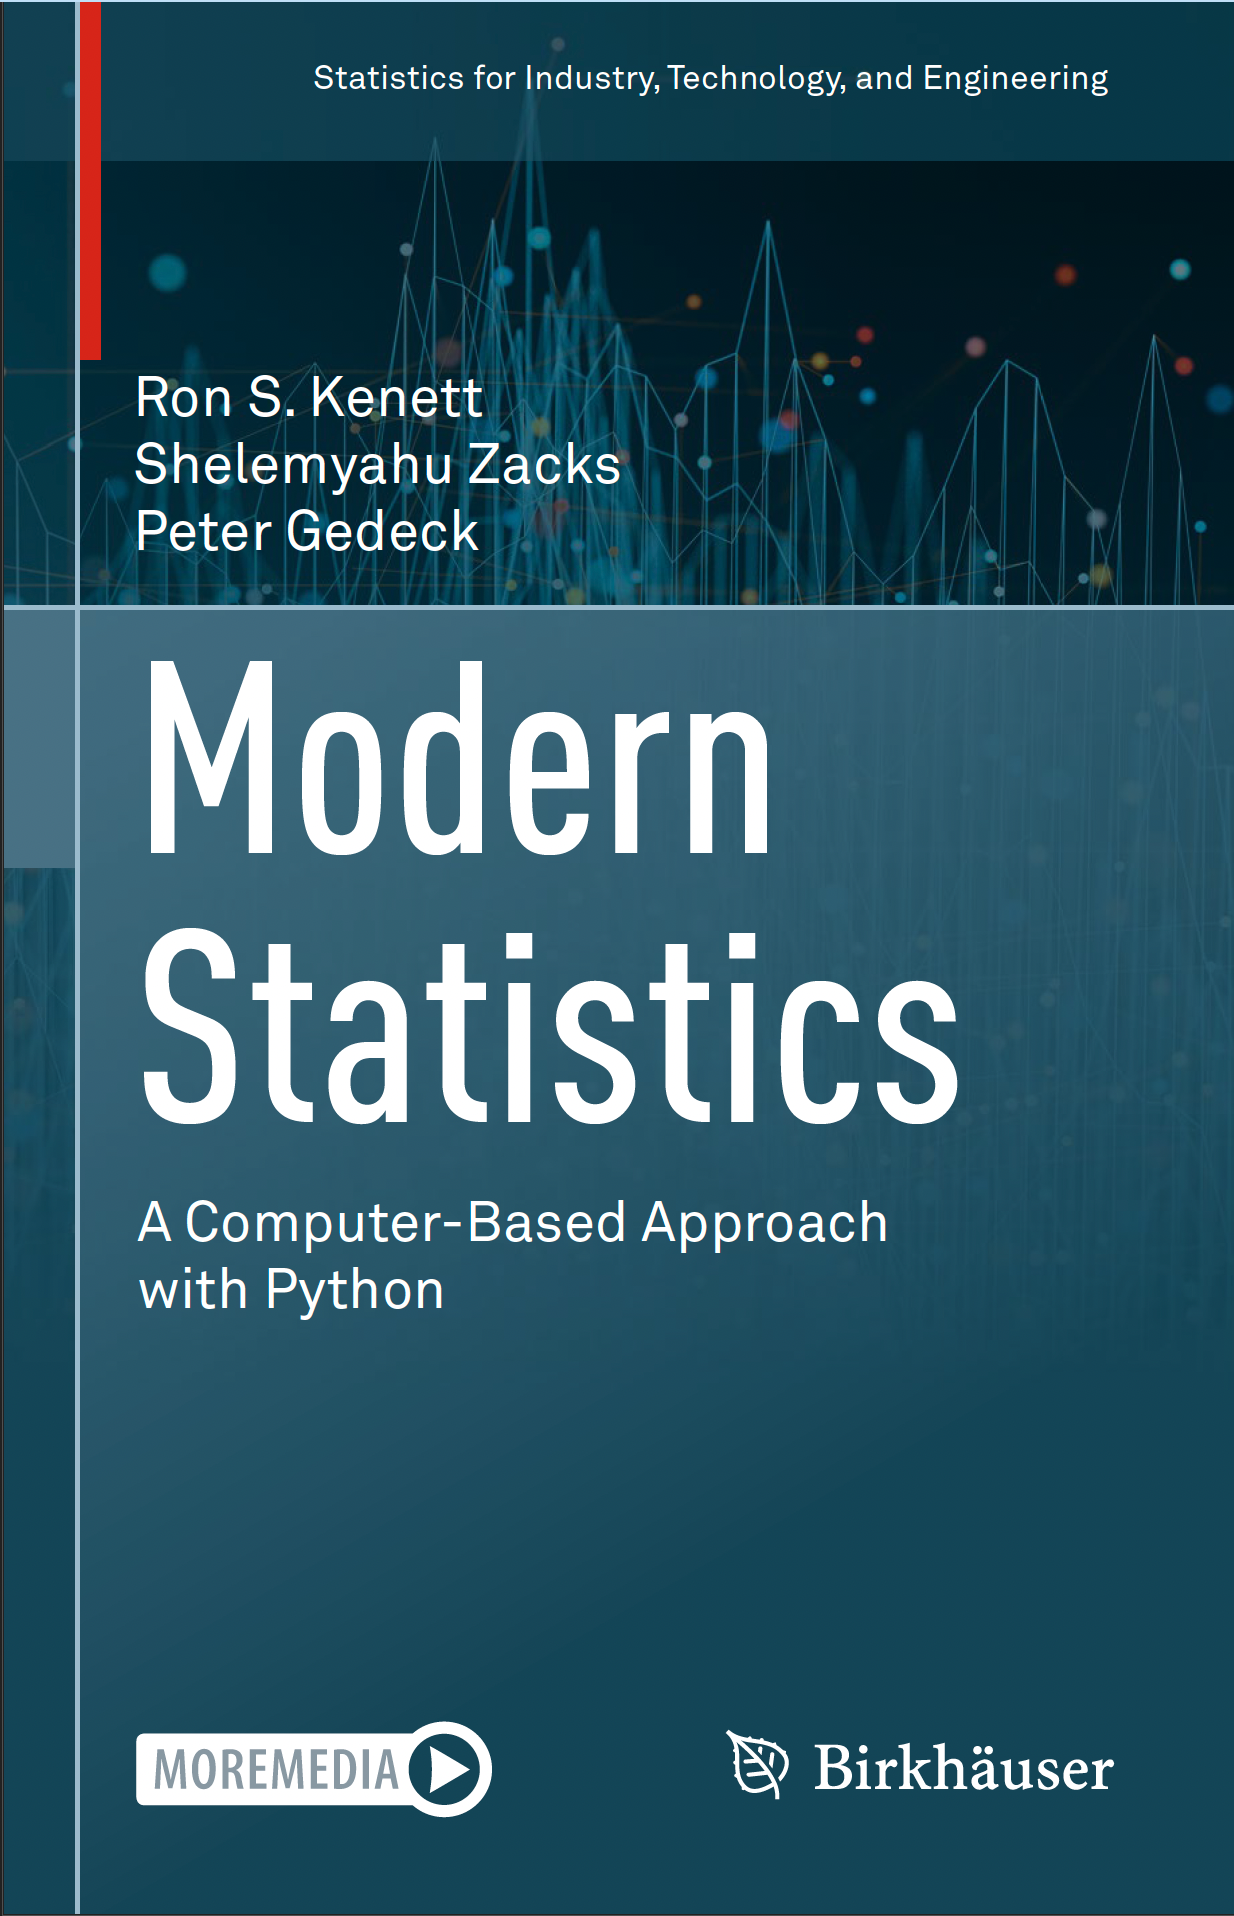 Statistics for Industry, Technology, and Engineering
Ron S. Kenett
Shelemyahu Zacks
Peter Gedeck
Modern
Statistics
A Computer-Based Approach
with Python
MOREMEDIA
Birkhäuser